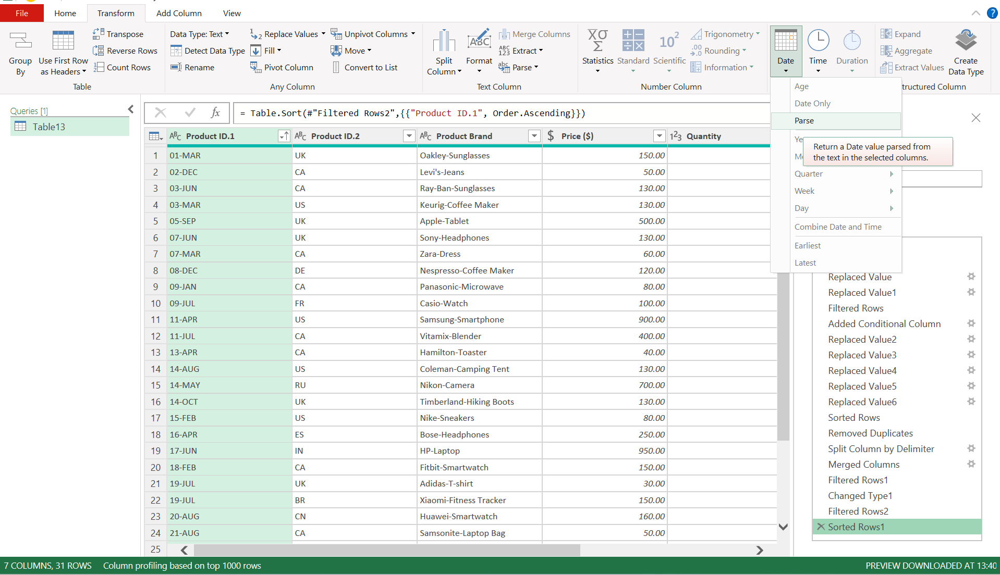 File Home Transform Add Column View
Group By
Use First Row as Headers
Transpose
Reverse Rows
Count Rows
Table
Data Type: Text
Detect Data Type
Rename
Replace Values
Fill
Pivot Column
Unpivot Columns
Move
Convert to List
Any Column
Split Column
Format
Merge Columns
Extract
Parse
Text Column
Statistics
Standard
Scientific
Trigonometry
Rounding
Information
Number Column
Date
Time
Duration
Expand
Aggregate
Extract Values
Create Data Type
tructured Column
Age
Date Only
Parse
Ye
Return a Date value parsed from
the text in the selected columns.
Quarter
Week
Day
Combine Date and Time
Earliest
Latest
Queries [1]
Table13
fx = Table.Sort(#"Filtered Rows2",{{"Product ID.1", Order.Ascending}})
Product ID.1 Product ID.2 Product Brand $ Price ($) 123 Quantity
1 01-MAR UK Oakley-Sunglasses 150.00
2 02-DEC CA Levi's-Jeans 50.00
3 03-JUN CA Ray-Ban-Sunglasses 130.00
4 03-MAR US Keurig-Coffee Maker 130.00
5 05-SEP UK Apple-Tablet 500.00
6 07-JUN UK Sony-Headphones 130.00
7 07-MAR CA Zara-Dress 60.00
8 08-DEC DE Nespresso-Coffee Maker 120.00
9 09-JAN CA Panasonic-Microwave 80.00
10 09-JUL FR Casio-Watch 100.00
11 11-APR US Samsung-Smartphone 900.00
12 11-JUL CA Vitamix-Blender 400.00
13 13-APR CA Hamilton-Toaster 40.00
14 14-AUG US Coleman-Camping Tent 130.00
15 14-MAY RU Nikon-Camera 700.00
16 14-OCT UK Timberland-Hiking Boots 130.00
17 15-FEB US Nike-Sneakers 80.00
18 16-APR ES Bose-Headphones 250.00
19 17-JUN IN HP-Laptop 950.00
20 18-FEB CA Fitbit-Smartwatch 150.00
21 19-JUL UK Adidas-T-shirt 30.00
22 19-JUL BR Xiaomi-Fitness Tracker 150.00
23 20-AUG CN Huawei-Smartwatch 160.00
24 21-AUG CA Samsonite-Laptop Bag 50.00
25
Replaced Value
Replaced Value1
Filtered Rows
Added Conditional Column
Replaced Value2
Replaced Value3
Replaced Value4
Replaced Value5
Replaced Value6
Sorted Rows
Removed Duplicates
Split Column by Delimiter
Merged Columns
Filtered Rows1
Changed Type1
Filtered Rows2
Sorted Rows1
7 COLUMNS, 31 ROWS Column profiling based on top 1000 rows PREVIEW DOWNLOADED AT 13:40